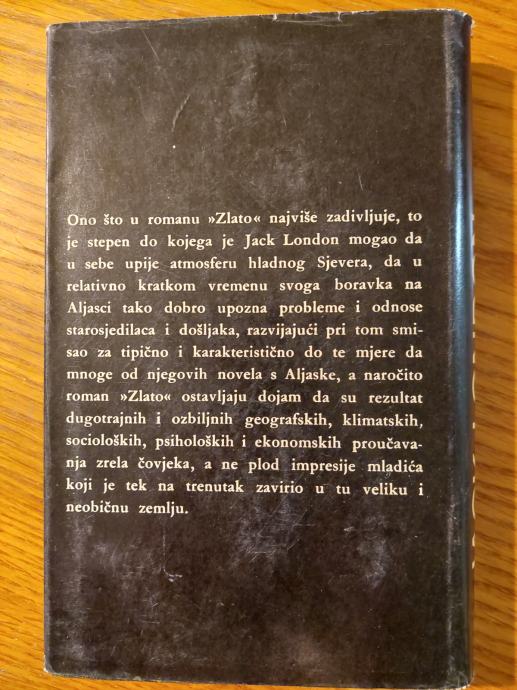 Ono što u romanu »Zlato« najviše zadivljuje, to
je stepen do kojega je Jack London mogao da
u sebe upije atmosferu hladnog Sjevera, da u
relativno kratkom vremenu svoga boravka na
Aljasci tako dobro upozna probleme i odnose
starosjedilaca i došljaka, razvijajući pri tom smi-
sao za tipično i karakteristično do te mjere da
mnoge od njegovih novela s Aljaske, a naročito
roman »Zlato« ostavljaju dojam da su rezultat
dugotrajnih i ozbiljnih geografskih, klimatskih,
socioloških, psiholoških i ekonomskih proučava-
nja zrela čovjeka, a ne plod impresije mladića
koji je tek na trenutak zavirio u tu veliku i
neobičnu zemlju.